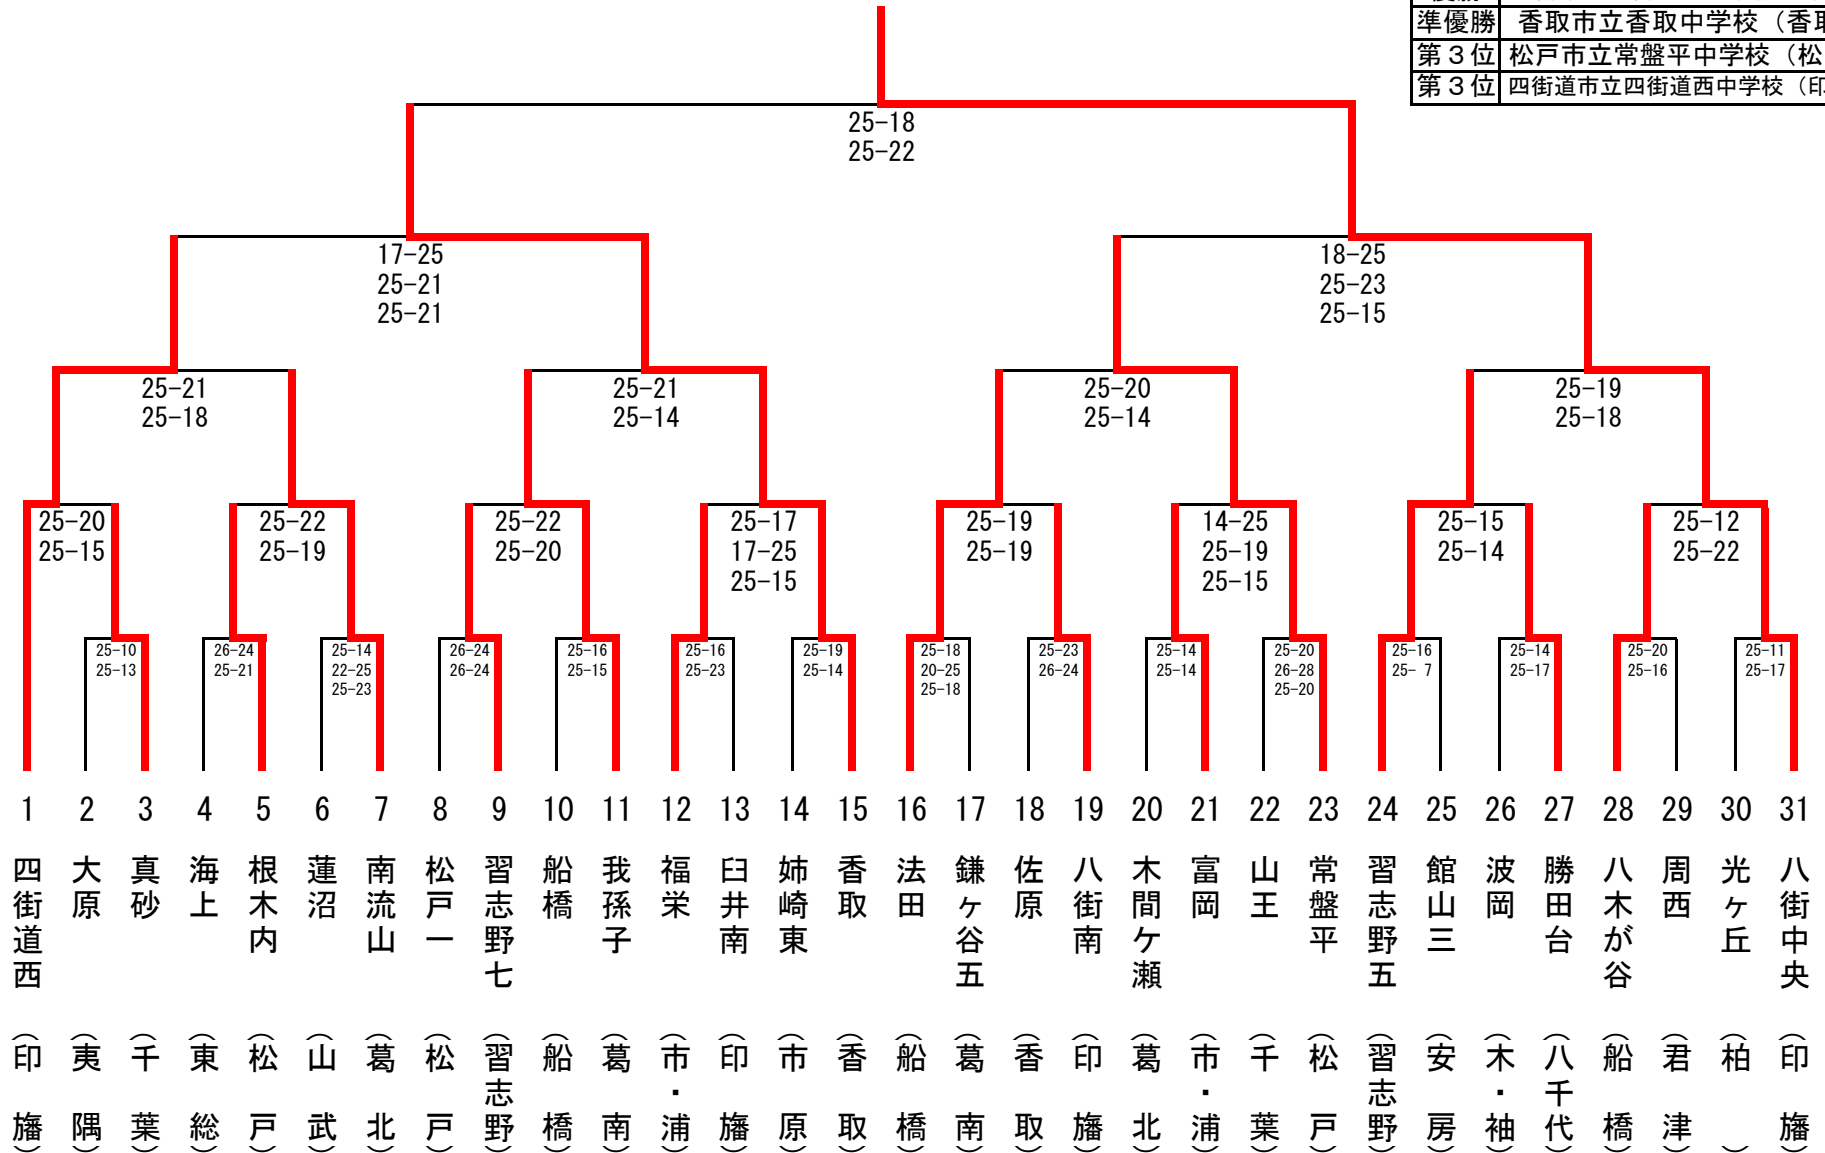 準優勝 香取市立香取中学校（香取
第３位 松戸市立常盤平中学校（松
第３位 四街道市立四街道西中学校（印
25-18
25-22
17-25
25-21
25-21
18-25
25-23
25-15
25-21
25-18
25-21
25-14
25-20
25-14
25-19
25-18
25-20
25-15
25-22
25-19
25-22
25-20
25-17
17-25
25-15
25-19
25-19
14-25
25-19
25-15
25-15
25-14
25-12
25-22
25-10
25-13
26-24
25-21
25-14
22-25
25-23
26-24
26-24
25-16
25-15
25-16
25-23
25-19
25-14
25-18
20-25
25-18
25-23
26-24
25-14
25-14
25-20
26-28
25-20
25-16
25- 7
25-14
25-17
25-20
25-16
25-11
25-17
1 四街道西（印旛）
2 大原（夷隅）
3 真砂（千葉）
4 海上（東総）
5 根木内（松戸）
6 蓮沼（山武）
7 南流山（葛北）
8 松戸一（松戸）
9 習志野七（習志野）
10 船橋（船橋）
11 我孫子（葛南）
12 福栄（市・浦）
13 臼井南（印旛）
14 姉崎東（市原）
15 香取（香取）
16 法田（船橋）
17 鎌ヶ谷五（葛南）
18 佐原（香取）
19 八街南（印旛）
20 木間ケ瀬（葛北）
21 富岡（市・浦）
22 山王（千葉）
23 常盤平（松戸）
24 習志野五（習志野）
25 館山三（安房）
26 波岡（木・袖）
27 勝田台（八千代）
28 八木が谷（船橋）
29 周西（君津）
30 光ヶ丘（柏）
31 八街中央（印旛）